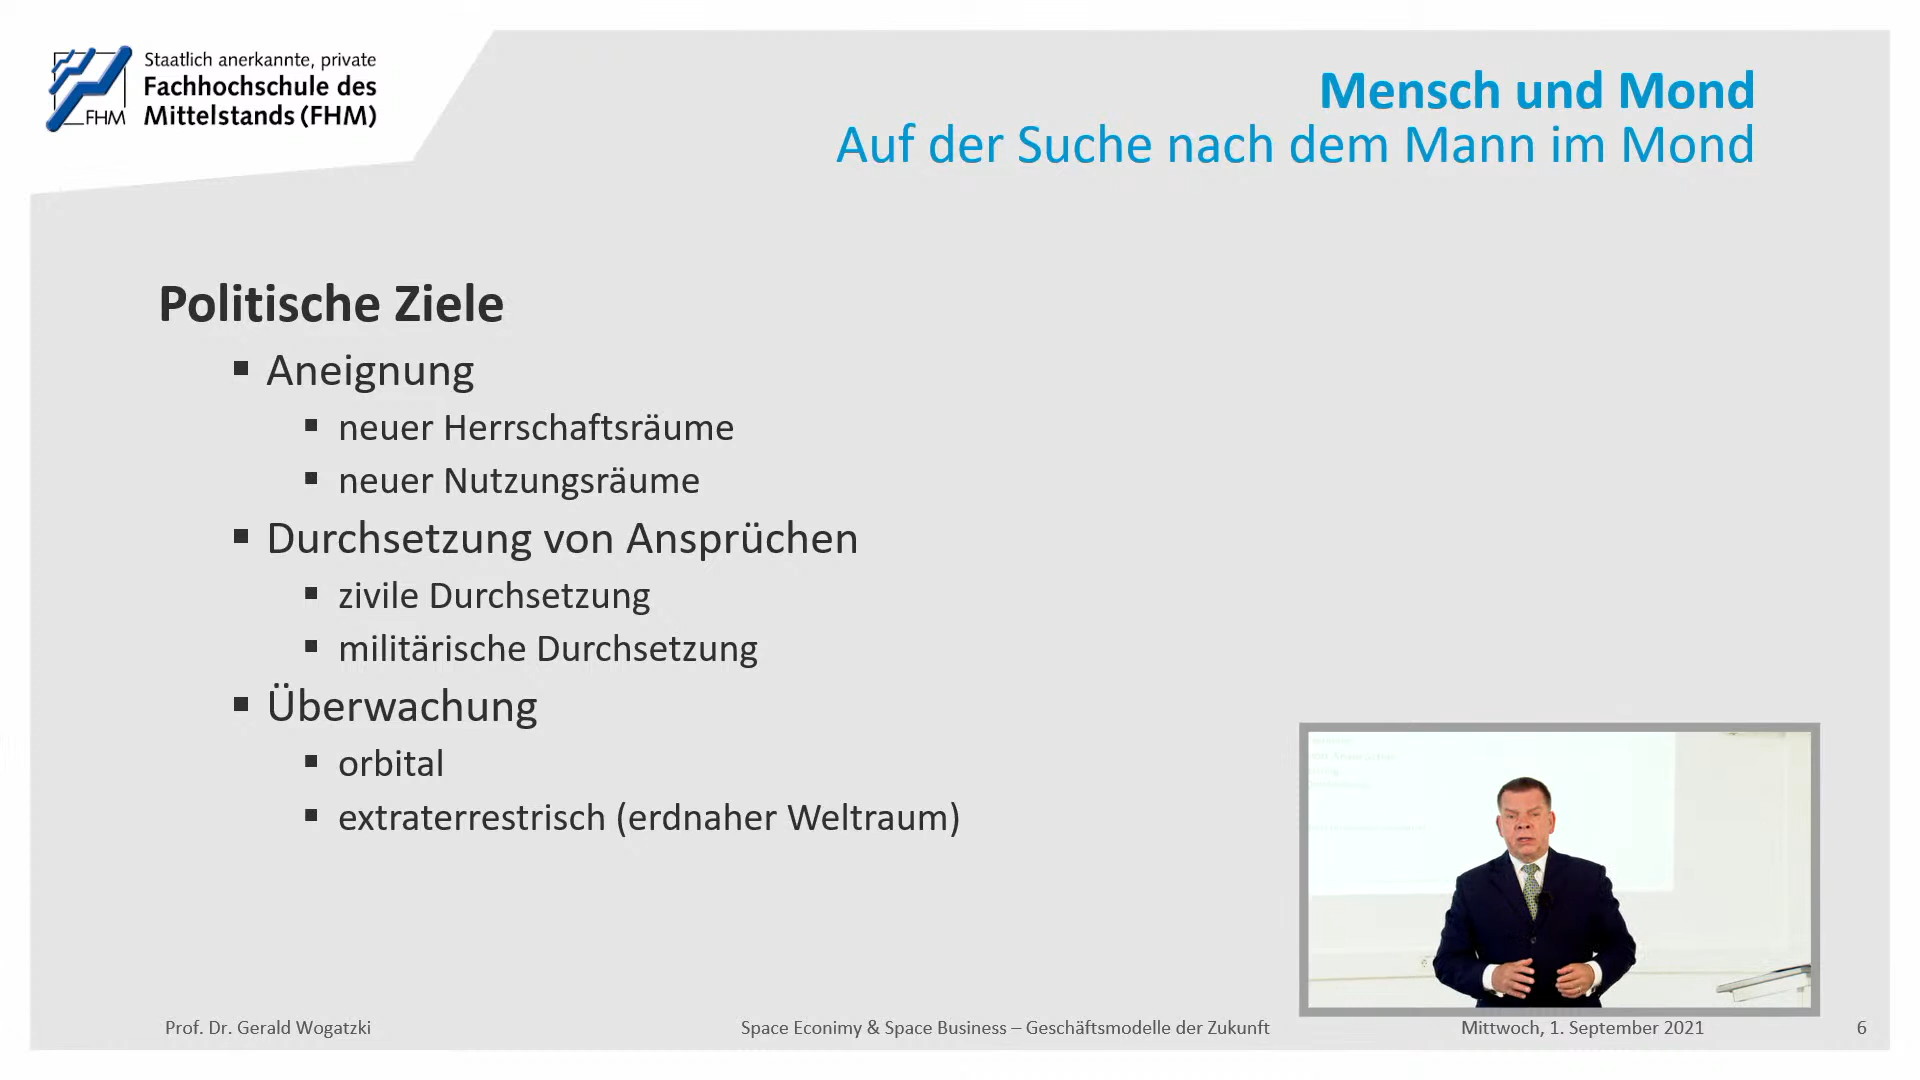 Staatlich anerkannte, private
Fachhochschule des
Mittelstands (FHM)
FHM
Mensch und Mond
Auf der Suche nach dem Mann im Mond
Politische Ziele
▪ Aneignung
▪ neuer Herrschaftsräume
▪ neuer Nutzungsräume
▪ Durchsetzung von Ansprüchen
▪ zivile Durchsetzung
▪ militärische Durchsetzung
▪ Überwachung
▪ orbital
▪ extraterrestrisch (erdnaher Weltraum)
Prof. Dr. Gerald Wogatzki
Space Econimy & Space Business – Geschäftsmodelle der Zukunft
Mittwoch, 1. September 2021
6